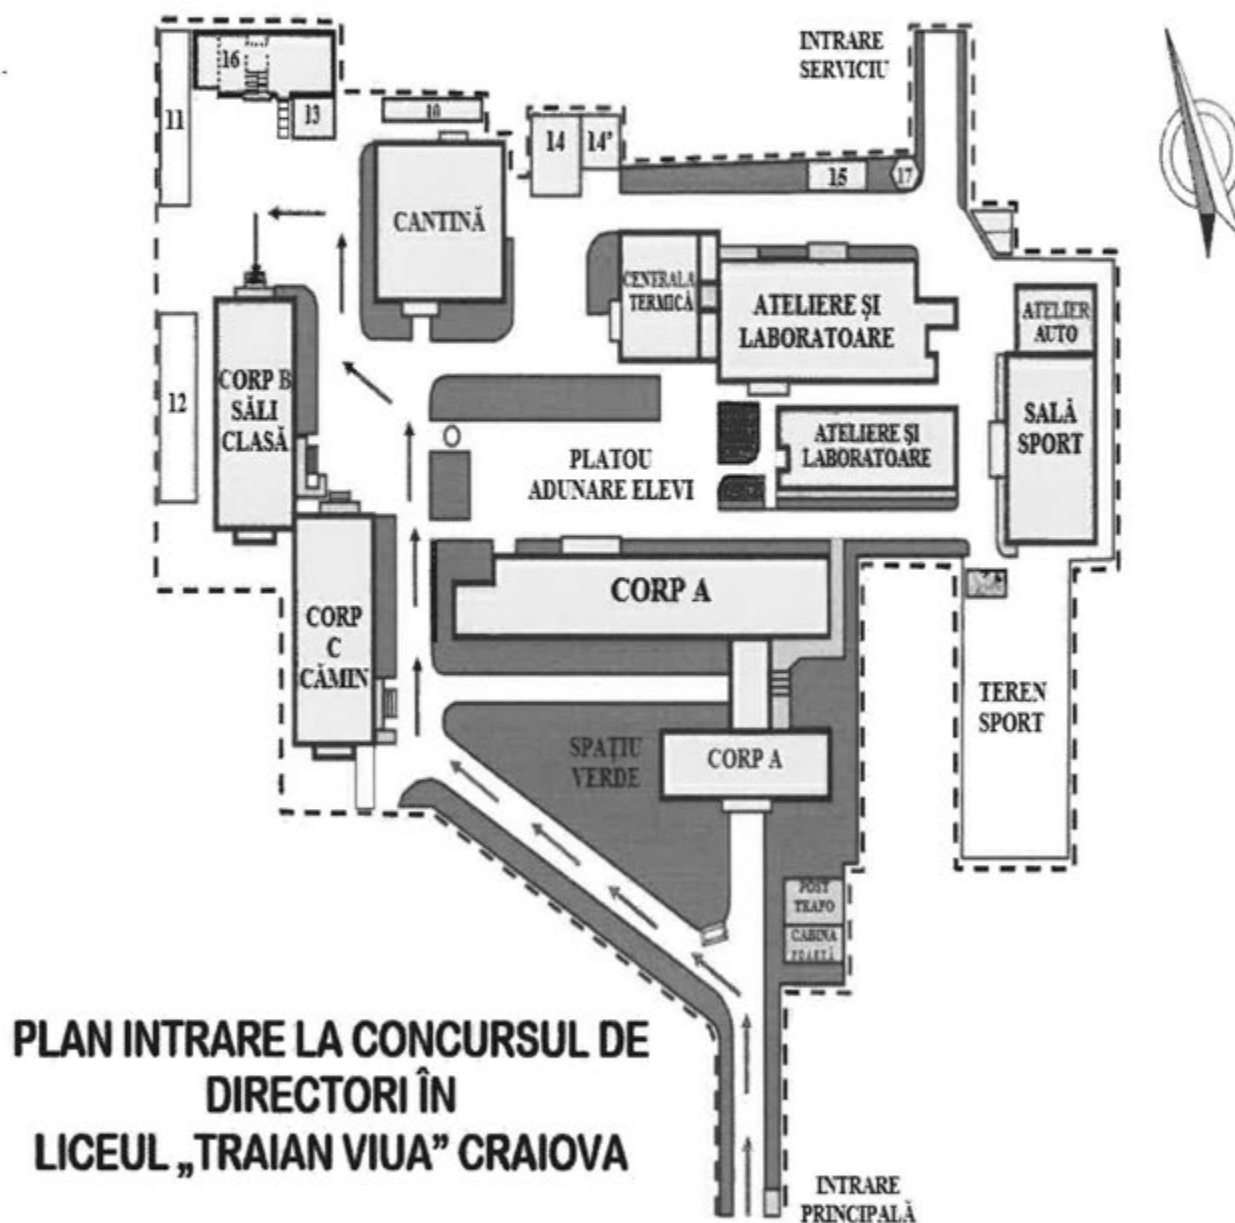 INTRARE
SERVICIU
16
11
13
10
14
14'
15
17
CANTINĂ
CENERALA
TERMICĂ
ATELIERE ȘI
LABORATOARE
ATELIER
AUTO
CORP B
SĂLI
CLASĂ
12
SALĂ
SPORT
ATELIERE ȘI
LABORATOARE
PLATOU
ADUNARE ELEVI
CORP A
CORP
C
CĂMIN
TEREN
SPORT
SPAȚIU
VERDE
CORP A
POST
TRAFO
CABINA
POARTĂ
PLAN INTRARE LA CONCURSUL DE
DIRECTORI ÎN
LICEUL „TRAIAN VIUA” CRAIOVA
INTRARE
PRINCIPALĂ